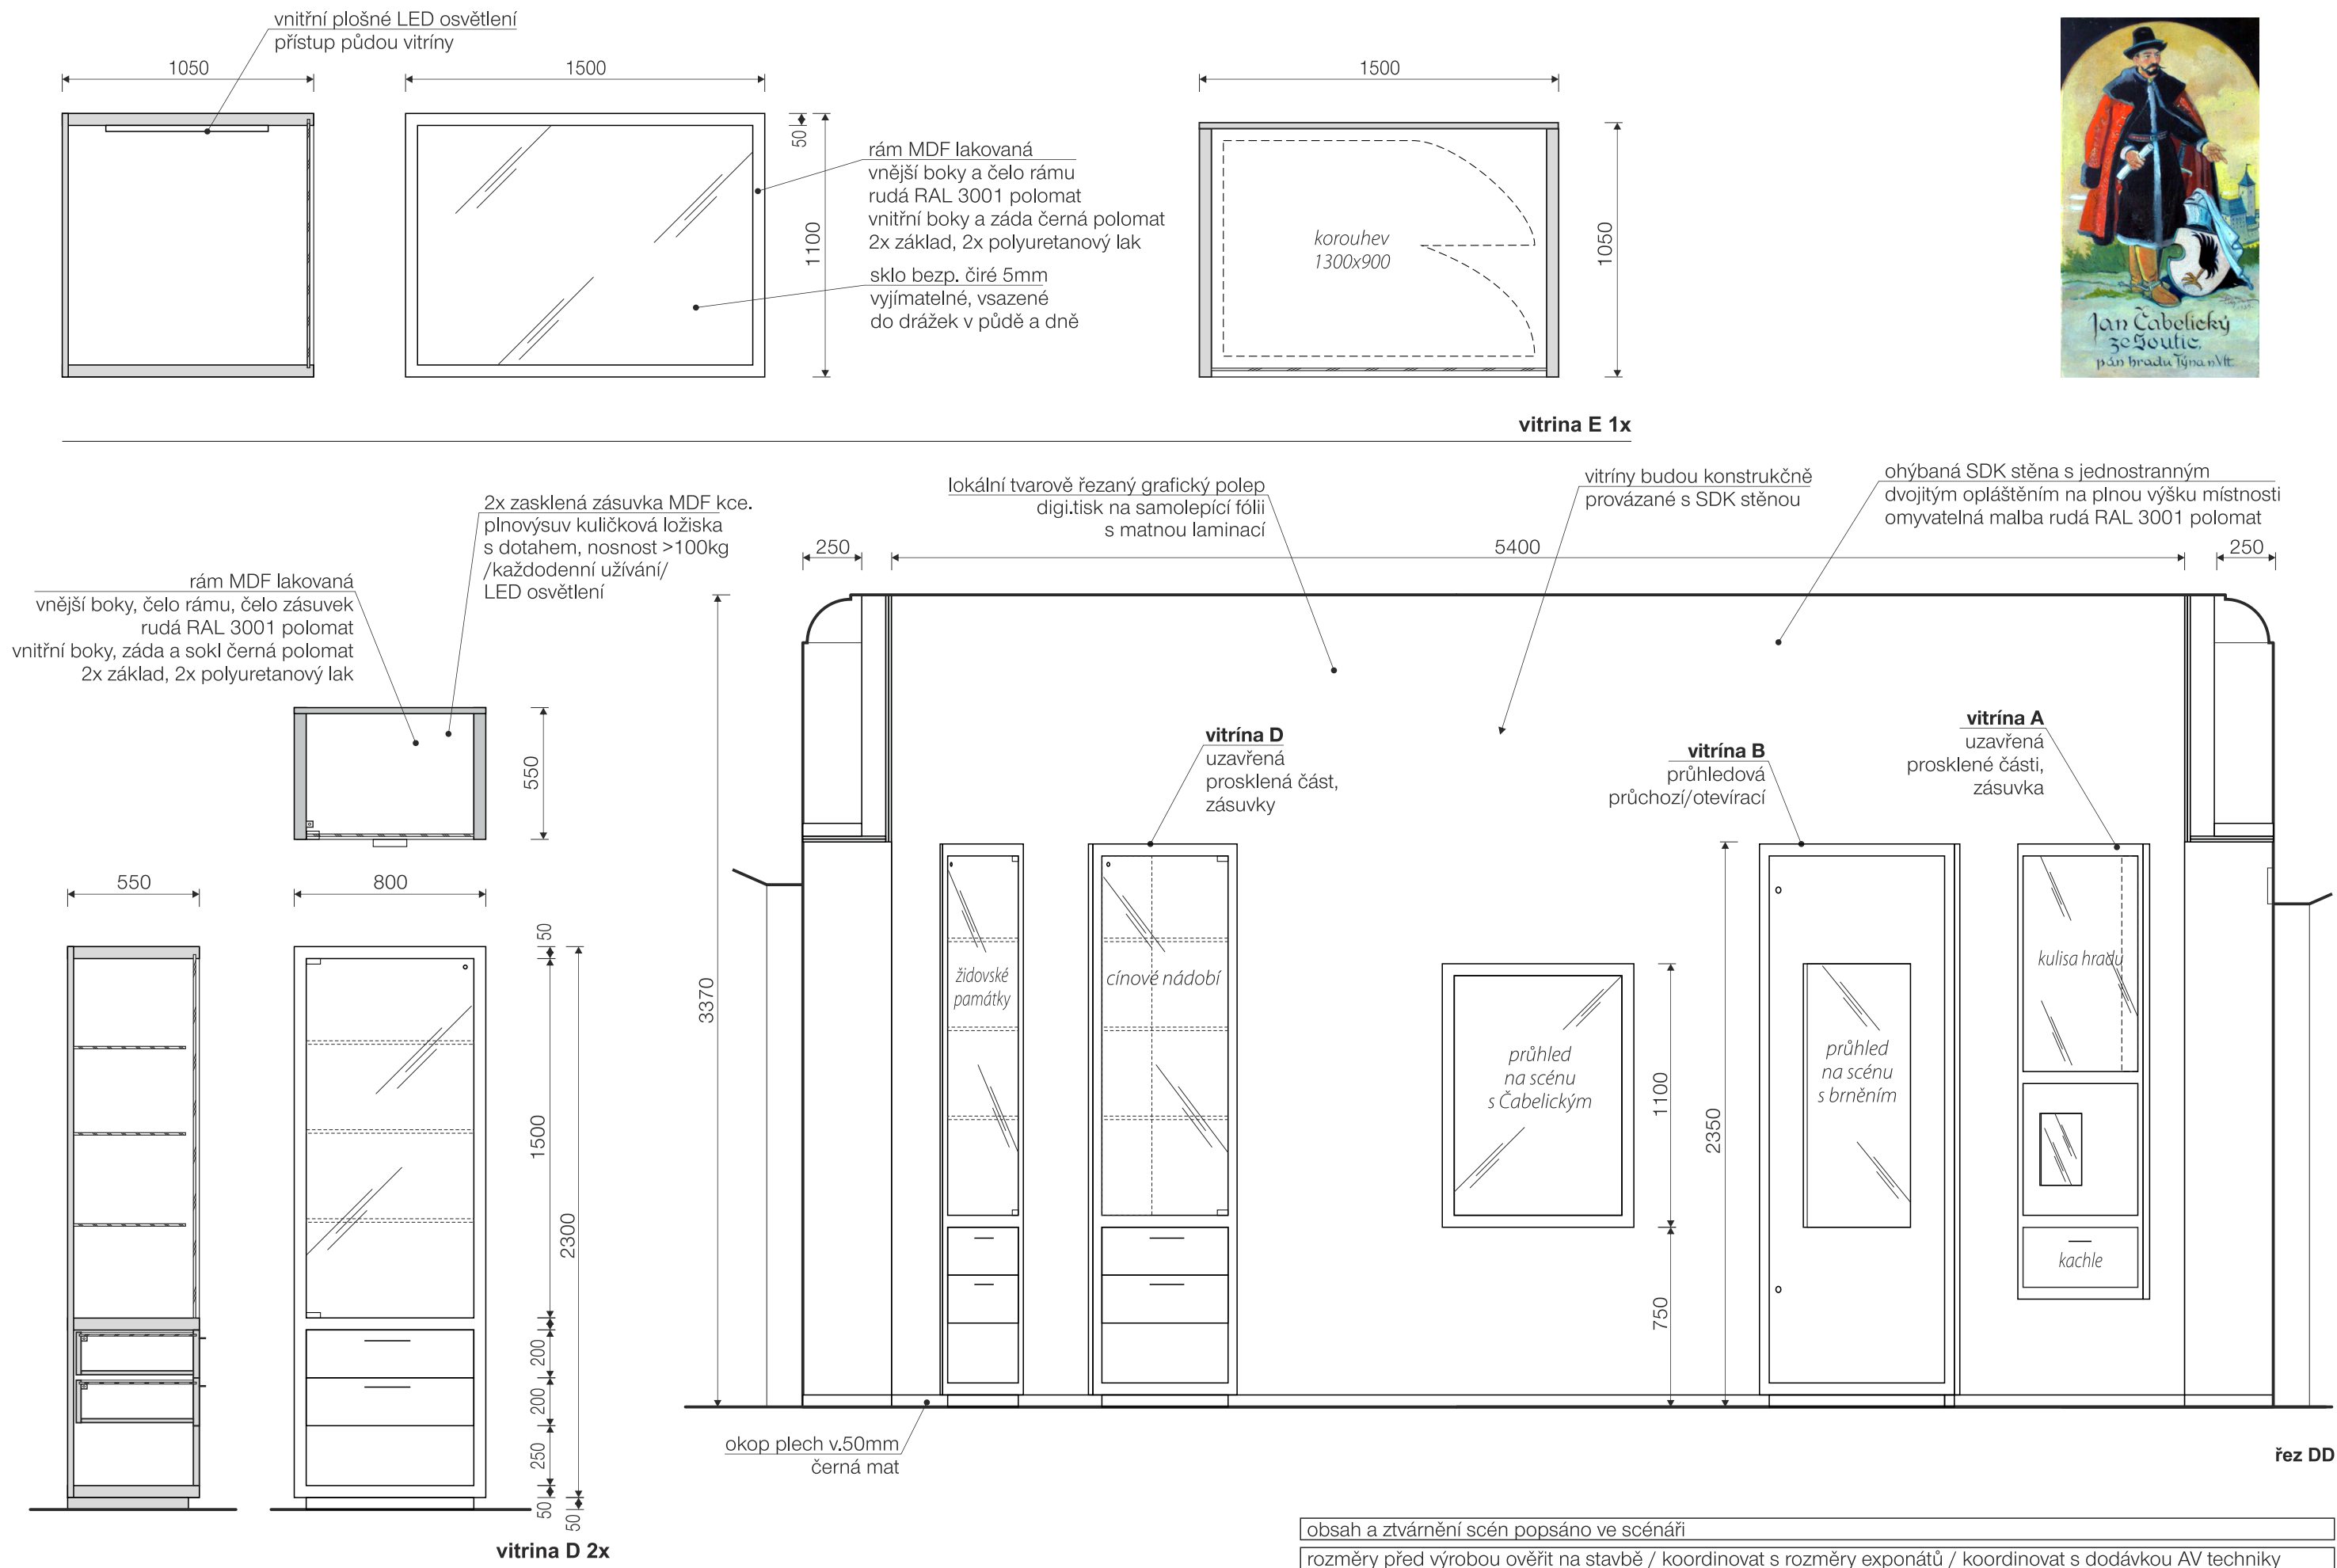 vnitřní plošné LED osvětlení
přístup půdou vitríny
1050
1500
1500
50
1100
1050
rám MDF lakovaná
vnější boky a čelo rámu
rudá RAL 3001 polomat
vnitřní boky a záda černá polomat
2x základ, 2x polyuretanový lak
sklo bezp. čiré 5mm
vyjímatelné, vsazené
do drážek v půdě a dně
korouhev
1300x900
Jan Čabelický
ze Soutic,
pán hradu Týna n.Vlt.
vitrina E 1x
2x zasklená zásuvka MDF kce.
plnovýsuv kuličková ložiska
s dotahem, nosnost >100kg
/každodenní užívání/
LED osvětlení
rám MDF lakovaná
vnější boky, čelo rámu, čelo zásuvek
rudá RAL 3001 polomat
vnitřní boky, záda a sokl černá polomat
2x základ, 2x polyuretanový lak
550
550
800
50
1500
2300
200
200
250
50
50
vitrina D 2x
lokální tvarově řezaný grafický polep
digi.tisk na samolepící fólii
s matnou laminací
vitríny budou konstrukčně
provázané s SDK stěnou
ohýbaná SDK stěna s jednostranným
dvojitým opláštěním na plnou výšku místnosti
omyvatelná malba rudá RAL 3001 polomat
250
5400
250
3370
vitrína D
uzavřená
prosklená část,
zásuvky
vitrína B
průhledová
průchozí/otevírací
vitrína A
uzavřená
prosklené části,
zásuvka
židovské
památky
cínové nádobí
průhled
na scénu
s Čabelickým
1100
750
2350
průhled
na scénu
s brněním
kulisa hradu
kachle
okop plech v.50mm
černá mat
řez DD
obsah a ztvárnění scén popsáno ve scénáři
rozměry před výrobou ověřit na stavbě / koordinovat s rozměry exponátů / koordinovat s dodávkou AV techniky